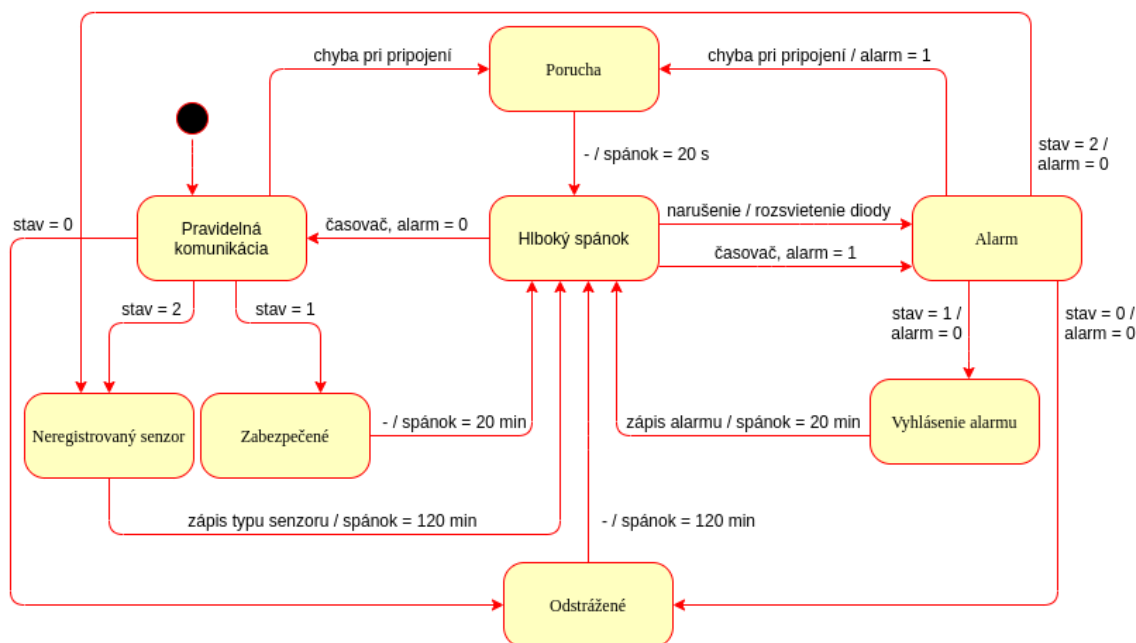 chyba pri pripojení
Porucha
chyba pri pripojení / alarm = 1
- / spánok = 20 s
stav = 2 /
alarm = 0
stav = 0
Pravidelná
komunikácia
časovač, alarm = 0
Hlboký spánok
narušenie / rozsvietenie diody
časovač, alarm = 1
Alarm
stav = 2
stav = 1
stav = 1 /
alarm = 0
stav = 0 /
alarm = 0
Neregistrovaný senzor
Zabezpečené
- / spánok = 20 min
zápis alarmu / spánok = 20 min
Vyhlásenie alarmu
zápis typu senzoru / spánok = 120 min
- / spánok = 120 min
Odstrážené